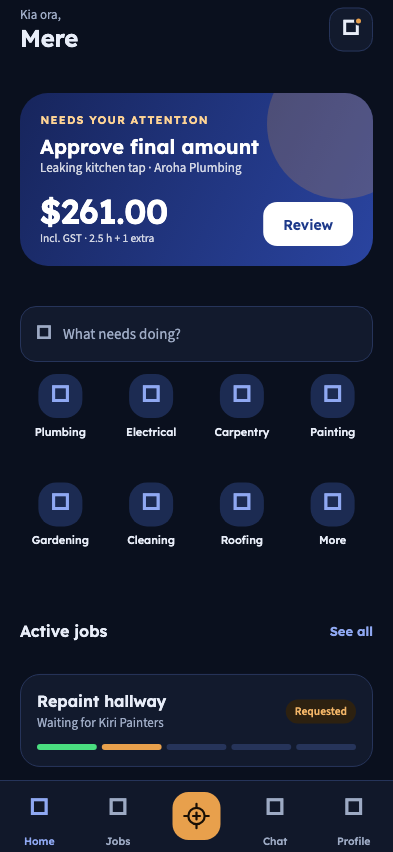 Kia ora,
Mere
NEEDS YOUR ATTENTION
Approve final amount
Leaking kitchen tap · Aroha Plumbing
$261.00
Incl. GST · 2.5 h + 1 extra
Review
What needs doing?
Plumbing Electrical Carpentry Painting
Gardening Cleaning Roofing More
Active jobs See all
Repaint hallway
Waiting for Kiri Painters
Requested
Home Jobs Chat Profile